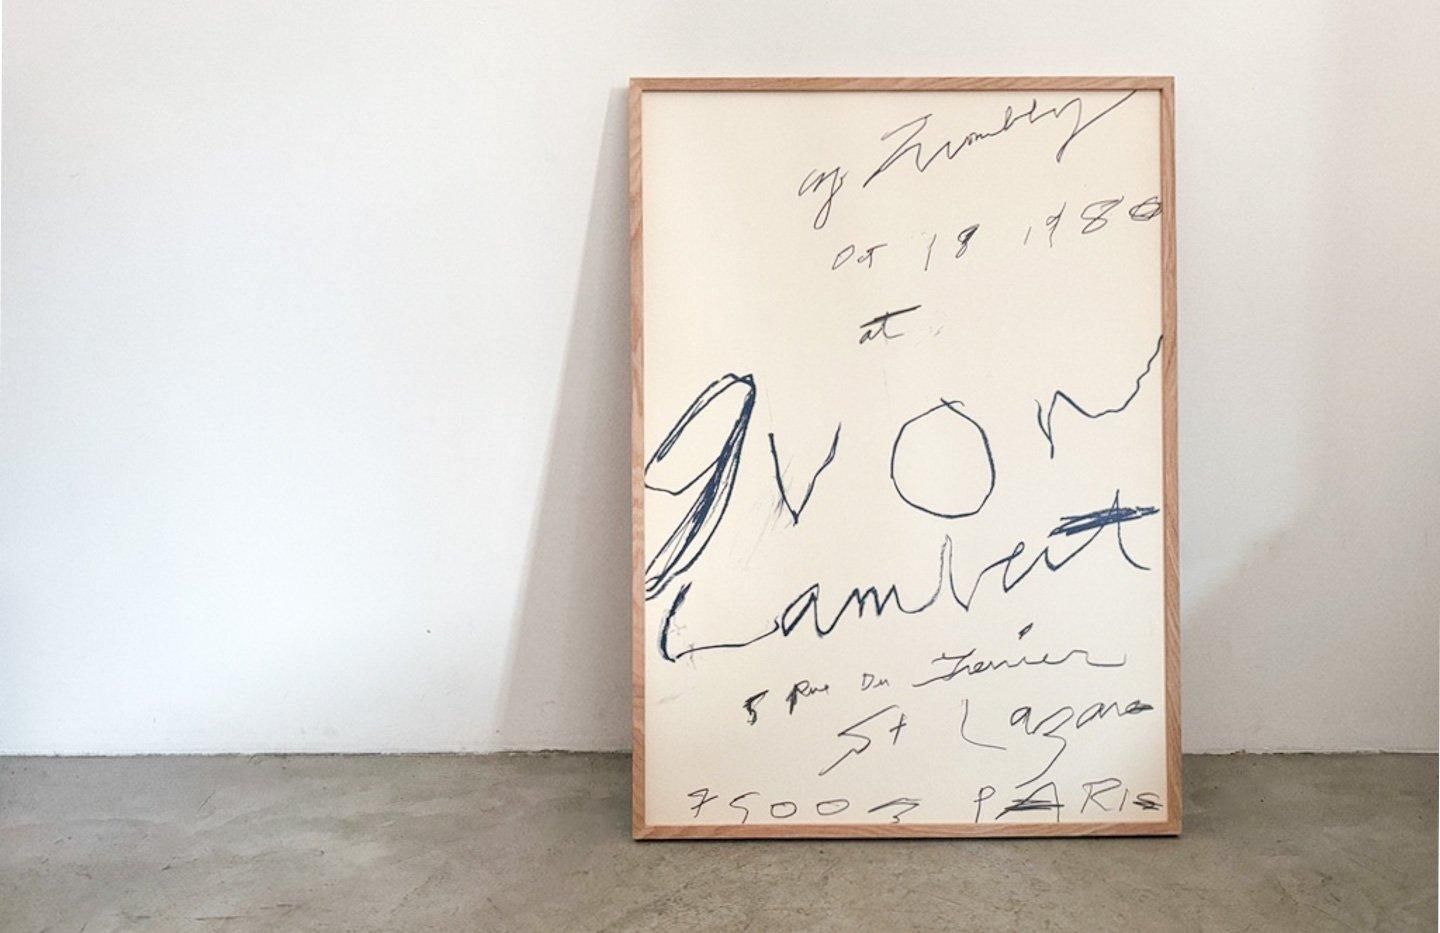 Cy Twombly
Oct 18 1980
at
Yvon
Lambert
5 Rue Du Grenier
St Lazare
75003 PARIS